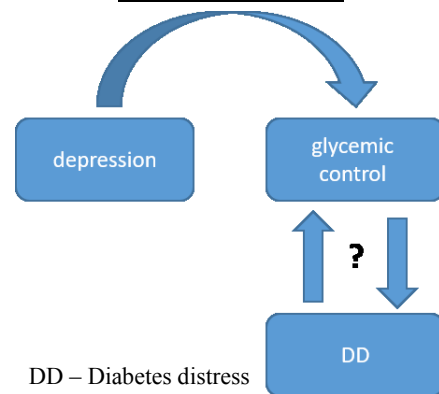 depression
glycemic
control
?
DD
DD – Diabetes distress